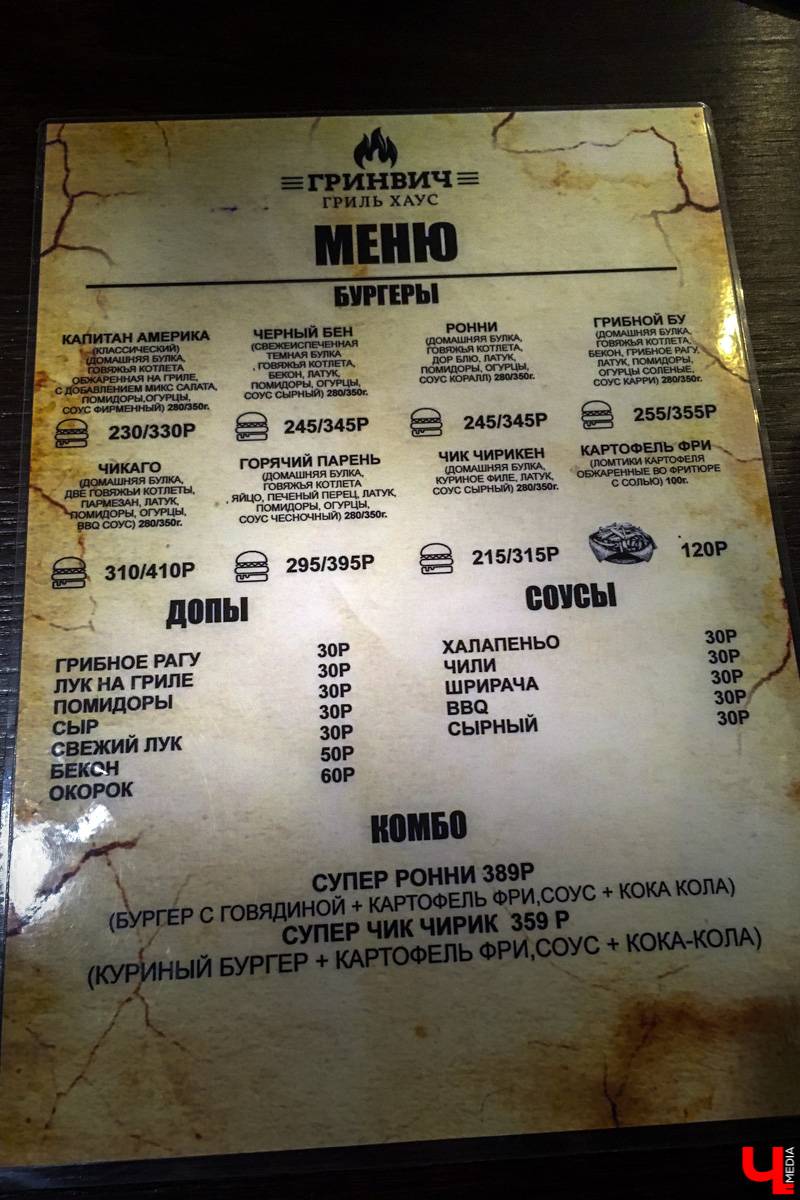 ГРИНВИЧ
ГРИЛЬ ХАУС
МЕНЮ
БУРГЕРЫ
КАПИТАН АМЕРИКА
(КЛАССИЧЕСКИЙ)
(ДОМАШНЯЯ БУЛКА,
ГОВЯЖЬЯ КОТЛЕТА
ОБЖАРЕННАЯ НА ГРИЛЕ,
С ДОБАВЛЕНИЕМ МИКС САЛАТА,
ПОМИДОРЫ,ОГУРЦЫ,
СОУС ФИРМЕННЫЙ) 280/350г.
230/330Р
ЧЕРНЫЙ БЕН
(СВЕЖЕИСПЕЧЕННАЯ
ТЕМНАЯ БУЛКА
, ГОВЯЖЬЯ КОТЛЕТА,
БЕКОН, ЛАТУК,
ПОМИДОРЫ, ОГУРЦЫ,
СОУС СЫРНЫЙ) 280/350г.
245/345Р
РОННИ
(ДОМАШНЯЯ БУЛКА,
ГОВЯЖЬЯ КОТЛЕТА,
ДОР БЛЮ, ЛАТУК,
ПОМИДОРЫ, ОГУРЦЫ,
СОУС КОРАЛЛ) 280/350г.
245/345Р
ГРИБНОЙ БУ
(ДОМАШНЯЯ БУЛКА,
ГОВЯЖЬЯ КОТЛЕТА,
БЕКОН, ГРИБНОЕ РАГУ,
ЛАТУК, ПОМИДОРЫ,
ОГУРЦЫ СОЛЕНЫЕ,
СОУС КАРРИ) 280/350г.
255/355Р
ЧИКАГО
(ДОМАШНЯЯ БУЛКА,
ДВЕ ГОВЯЖЬИ КОТЛЕТЫ,
ПАРМЕЗАН, ЛАТУК,
ПОМИДОРЫ, ОГУРЦЫ,
BBQ СОУС) 280/350г.
310/410Р
ГОРЯЧИЙ ПАРЕНЬ
(ДОМАШНЯЯ БУЛКА,
ГОВЯЖЬЯ КОТЛЕТА
, ЯЙЦО, ПЕЧЕНЫЙ ПЕРЕЦ, ЛАТУК,
ПОМИДОРЫ, ОГУРЦЫ,
СОУС ЧЕСНОЧНЫЙ) 280/350г.
295/395Р
ЧИК ЧИРИКЕН
(ДОМАШНЯЯ БУЛКА,
КУРИНОЕ ФИЛЕ, ЛАТУК,
СОУС СЫРНЫЙ) 280/350г.
215/315Р
КАРТОФЕЛЬ ФРИ
(ЛОМТИКИ КАРТОФЕЛЯ
ОБЖАРЕННЫЕ ВО ФРИТЮРЕ
С СОЛЬЮ) 100г.
120Р
ДОПЫ
ГРИБНОЕ РАГУ 30Р
ЛУК НА ГРИЛЕ 30Р
ПОМИДОРЫ 30Р
СЫР 30Р
СВЕЖИЙ ЛУК 30Р
БЕКОН 50Р
ОКОРОК 60Р
СОУСЫ
ХАЛАПЕНЬО 30Р
ЧИЛИ 30Р
ШРИРАЧА 30Р
BBQ 30Р
СЫРНЫЙ 30Р
КОМБО
СУПЕР РОННИ 389Р
(БУРГЕР С ГОВЯДИНОЙ + КАРТОФЕЛЬ ФРИ,СОУС + КОКА КОЛА)
СУПЕР ЧИК ЧИРИК 359 Р
(КУРИНЫЙ БУРГЕР + КАРТОФЕЛЬ ФРИ,СОУС + КОКА-КОЛА)
Ч MEDIA